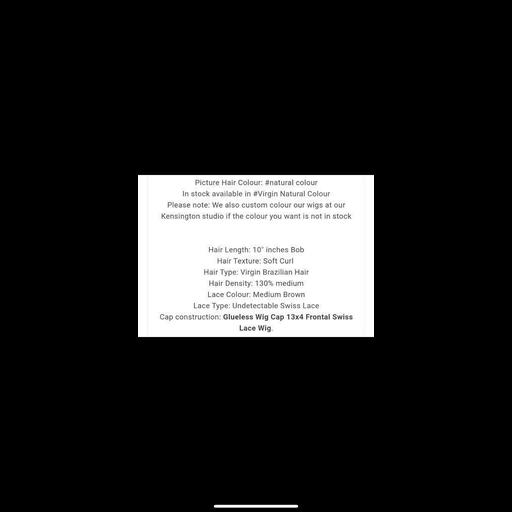 Picture Hair Colour: #natural colour
In stock available in #Virgin Natural Colour
Please note: We also custom colour our wigs at our
Kensington studio if the colour you want is not in stock
Hair Length: 10" inches Bob
Hair Texture: Soft Curl
Hair Type: Virgin Brazilian Hair
Hair Density: 130% medium
Lace Colour: Medium Brown
Lace Type: Undetectable Swiss Lace
Cap construction: Glueless Wig Cap 13x4 Frontal Swiss
Lace Wig.